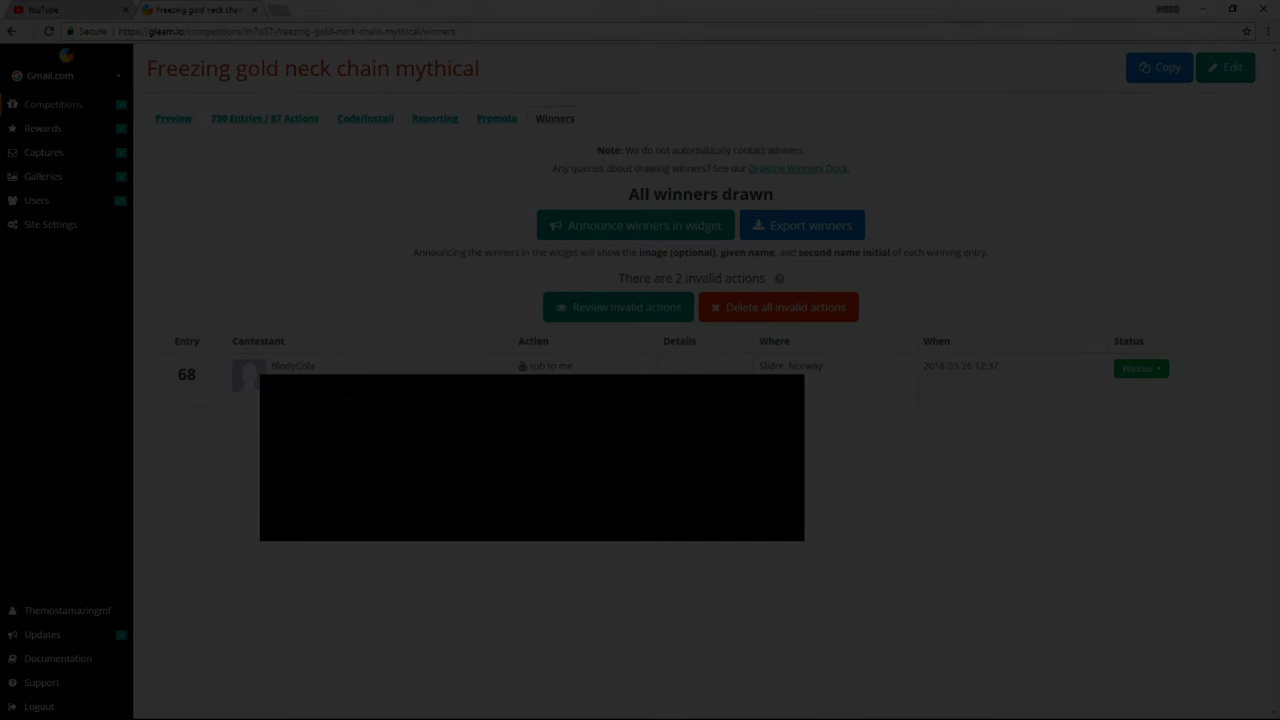 YouTube
Freezing gold neck chain
Secure
https://gleam.io/competitions/m7qST-freezing-gold-neck-chain-mythical/winners
Gmail.com
Freezing gold neck chain mythical
Copy
Edit
Competitions
Rewards
Captures
Galleries
Users
Site Settings
Preview
730 Entries / 87 Actions
Code/Install
Reporting
Promote
Winners
Note: We do not automatically contact winners.
Any queries about drawing winners? See our Drawing Winners Docs.
All winners drawn
Announce winners in widget
Export winners
Announcing the winners in the widget will show the image (optional), given name, and second name initial of each winning entry.
There are 2 invalid actions
Review invalid actions
Delete all invalid actions
Entry Contestant Action Details Where When Status
68 BlodyCola sub to me Slidre, Norway 2018-03-26 12:37 Winner
Themostamazingmf
Updates
Documentation
Support
Logout